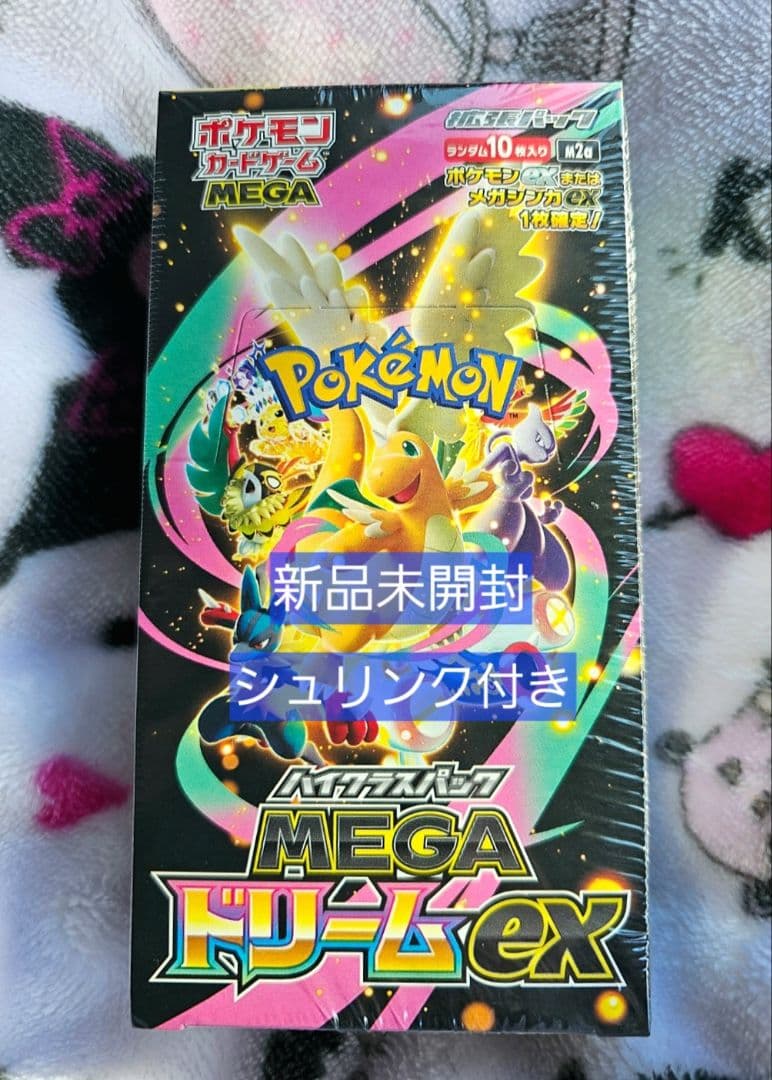 ポケモン
カードゲーム
MEGA
拡張パック
ランダム10枚入り M2a
ポケモンexまたは
メガシンカex
1枚確定!
POKéMON
TM
新品未開封
シュリンク付き
ハイクラスパック
MEGA
ドリームex